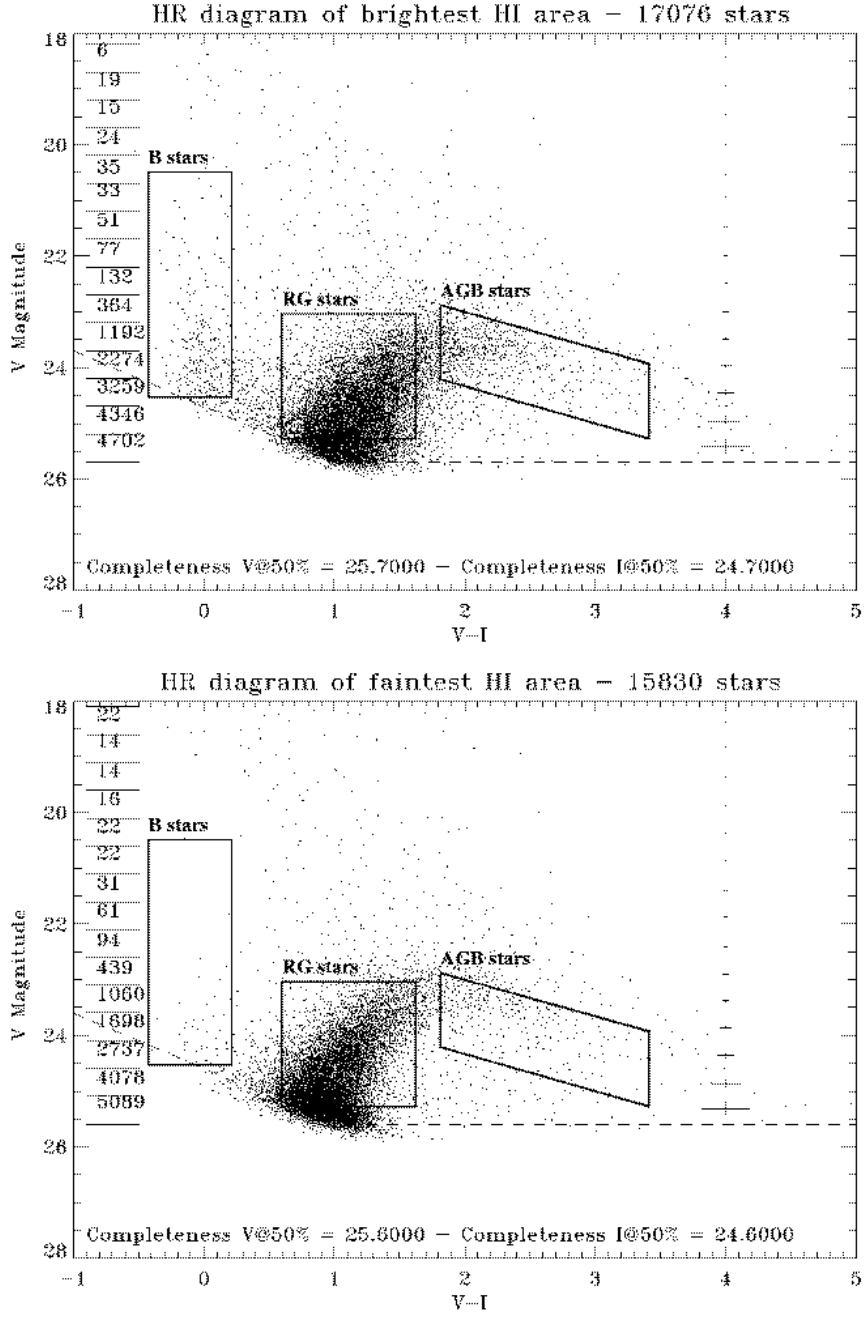 HR diagram of brightest HI area - 17076 stars
18
6
19
15
20
24
B stars
35
33
51
22
77
132
RG stars
AGB stars
364
1192
24
2274
3259
4346
4702
26
Completeness V@50% = 25.7000 - Completeness I@50% = 24.7000
28
-1 0 1 2 3 4 5
V-I
V Magnitude
HR diagram of faintest HI area - 15830 stars
18
22
14
14
16
20
22
B stars
22
31
61
22
94
439
RG stars
AGB stars
1060
1698
24
2737
4078
5089
26
Completeness V@50% = 25.6000 - Completeness I@50% = 24.6000
28
-1 0 1 2 3 4 5
V-I
V Magnitude